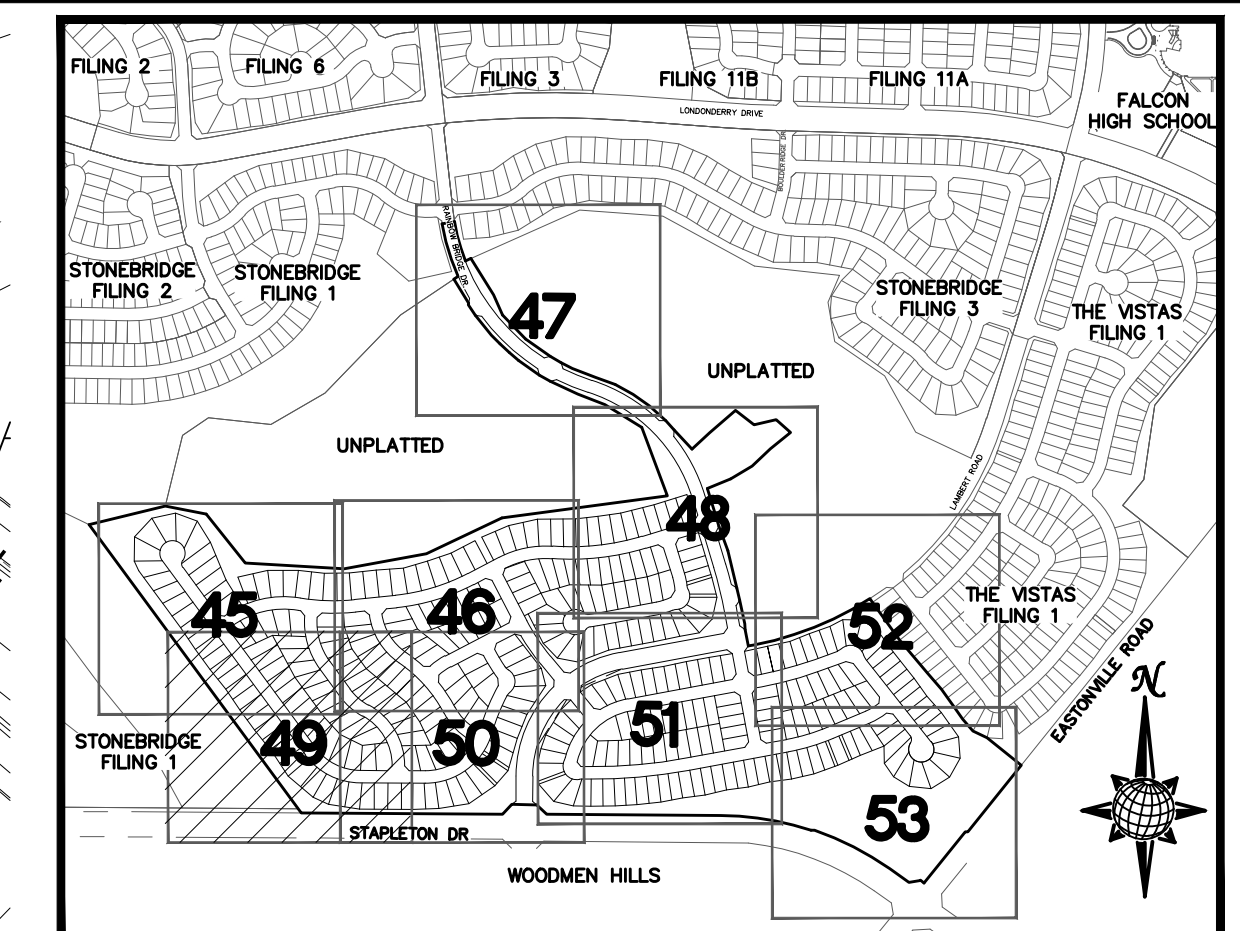 FILING 2
FILING 6
FILING 3
FILING 11B
FILING 11A
FALCON
HIGH SCHOOL
LONDONDERRY DRIVE
BOULDER RIDGE DR
RAINBOW BRIDGE DR.
STONEBRIDGE
FILING 2
STONEBRIDGE
FILING 1
STONEBRIDGE
FILING 3
THE VISTAS
FILING 1
47
UNPLATTED
UNPLATTED
LAMBERT ROAD
48
45
46
52
THE VISTAS
FILING 1
EASTONVILLE ROAD
N
STONEBRIDGE
FILING 1
49
50
51
53
STAPLETON DR
WOODMEN HILLS